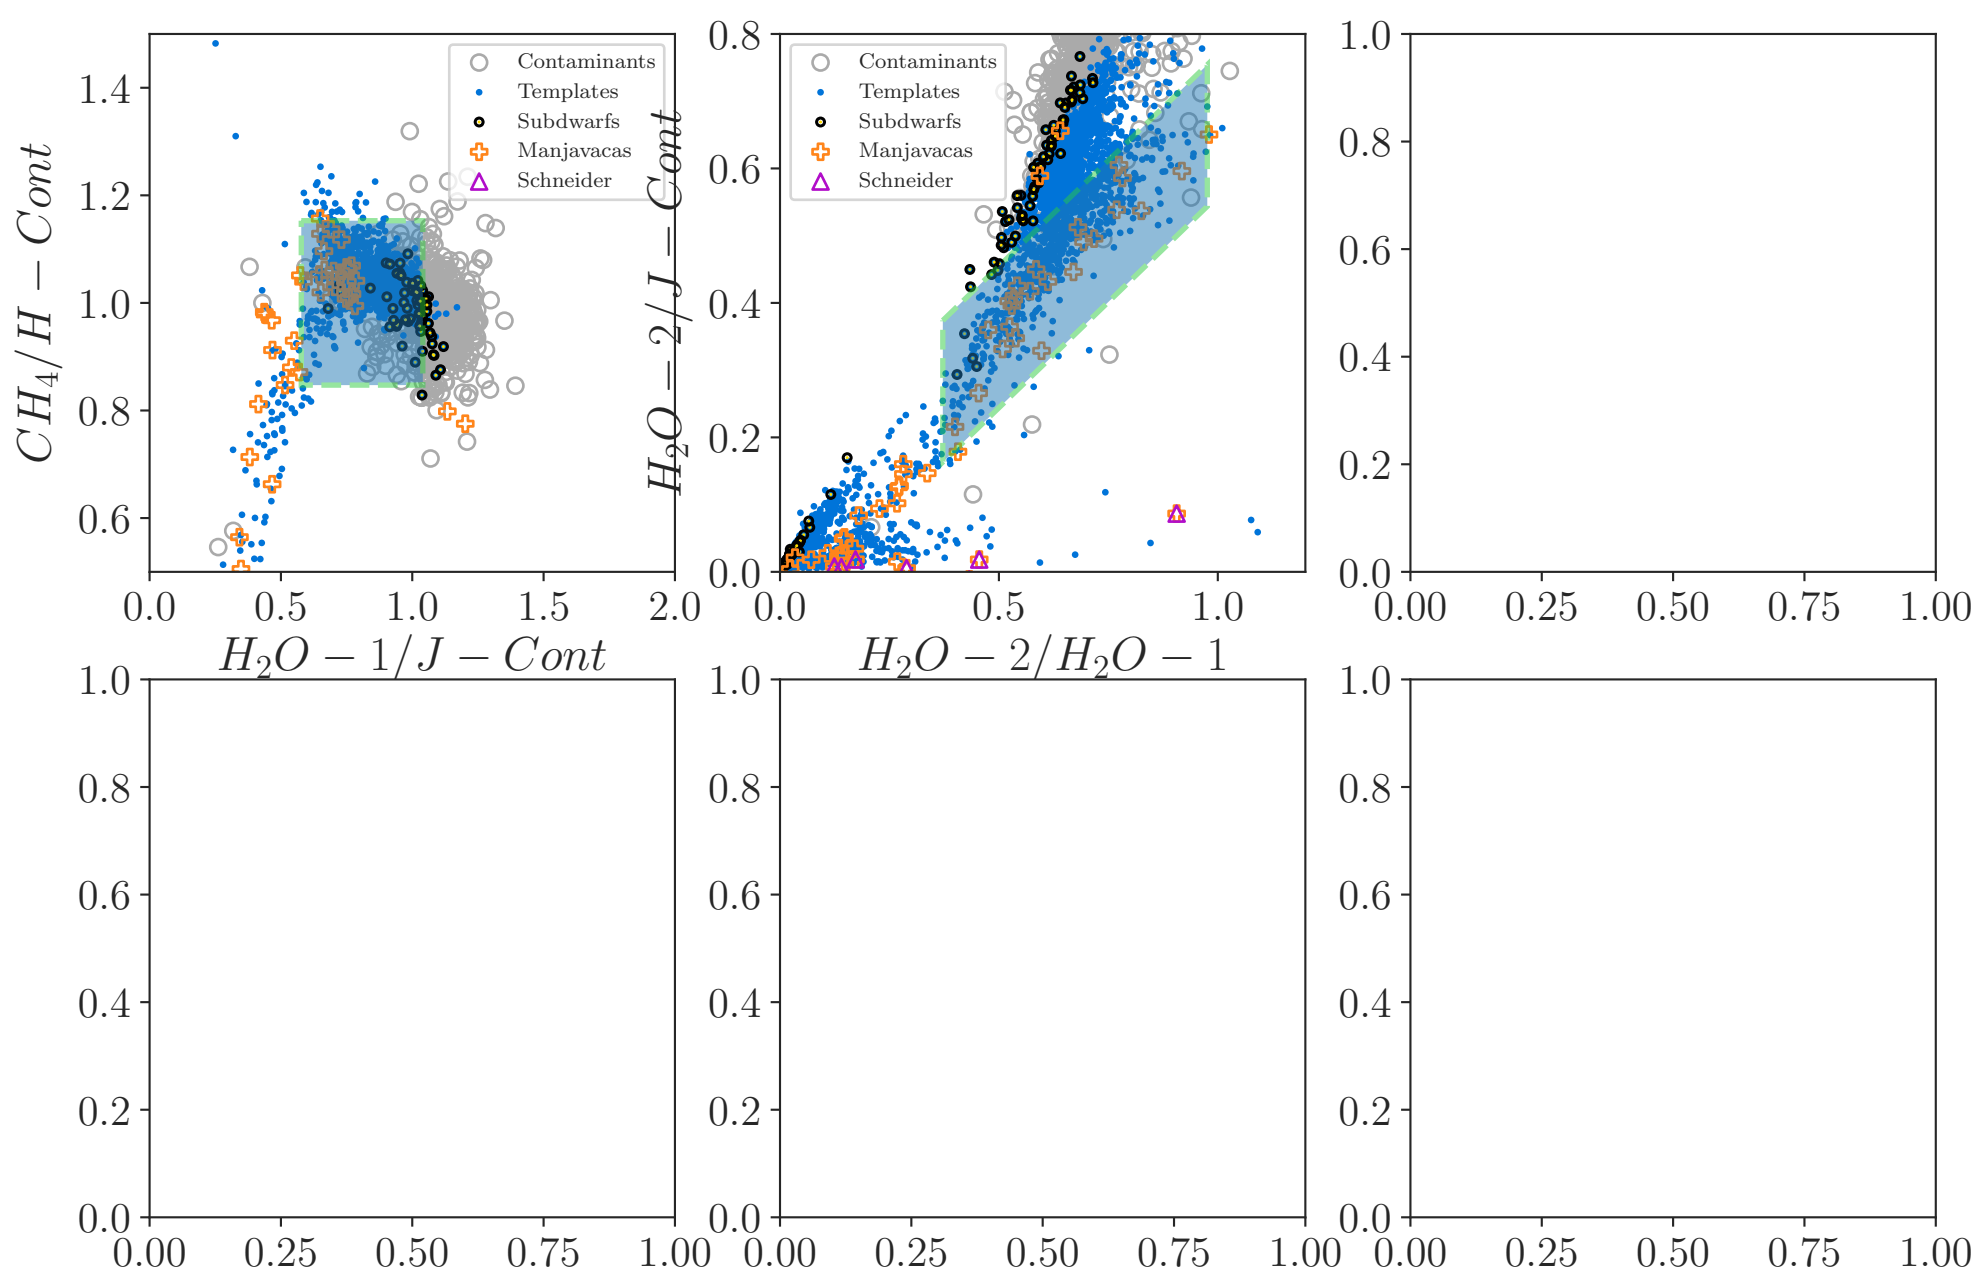 CH₄/H − Cont
1.4
1.2
1.0
0.8
0.6
0.0 0.5 1.0 1.5 2.0
H₂O − 1/J − Cont
Contaminants
Templates
Subdwarfs
Manjavacas
Schneider
H₂O − 2/J − Cont
0.8
0.6
0.4
0.2
0.0
0.0 0.5 1.0
H₂O − 2/H₂O − 1
Contaminants
Templates
Subdwarfs
Manjavacas
Schneider
1.0
0.8
0.6
0.4
0.2
0.0
0.00 0.25 0.50 0.75 1.00
1.0
0.8
0.6
0.4
0.2
0.0
0.00 0.25 0.50 0.75 1.00
1.0
0.8
0.6
0.4
0.2
0.0
0.00 0.25 0.50 0.75 1.00
1.0
0.8
0.6
0.4
0.2
0.0
0.00 0.25 0.50 0.75 1.00